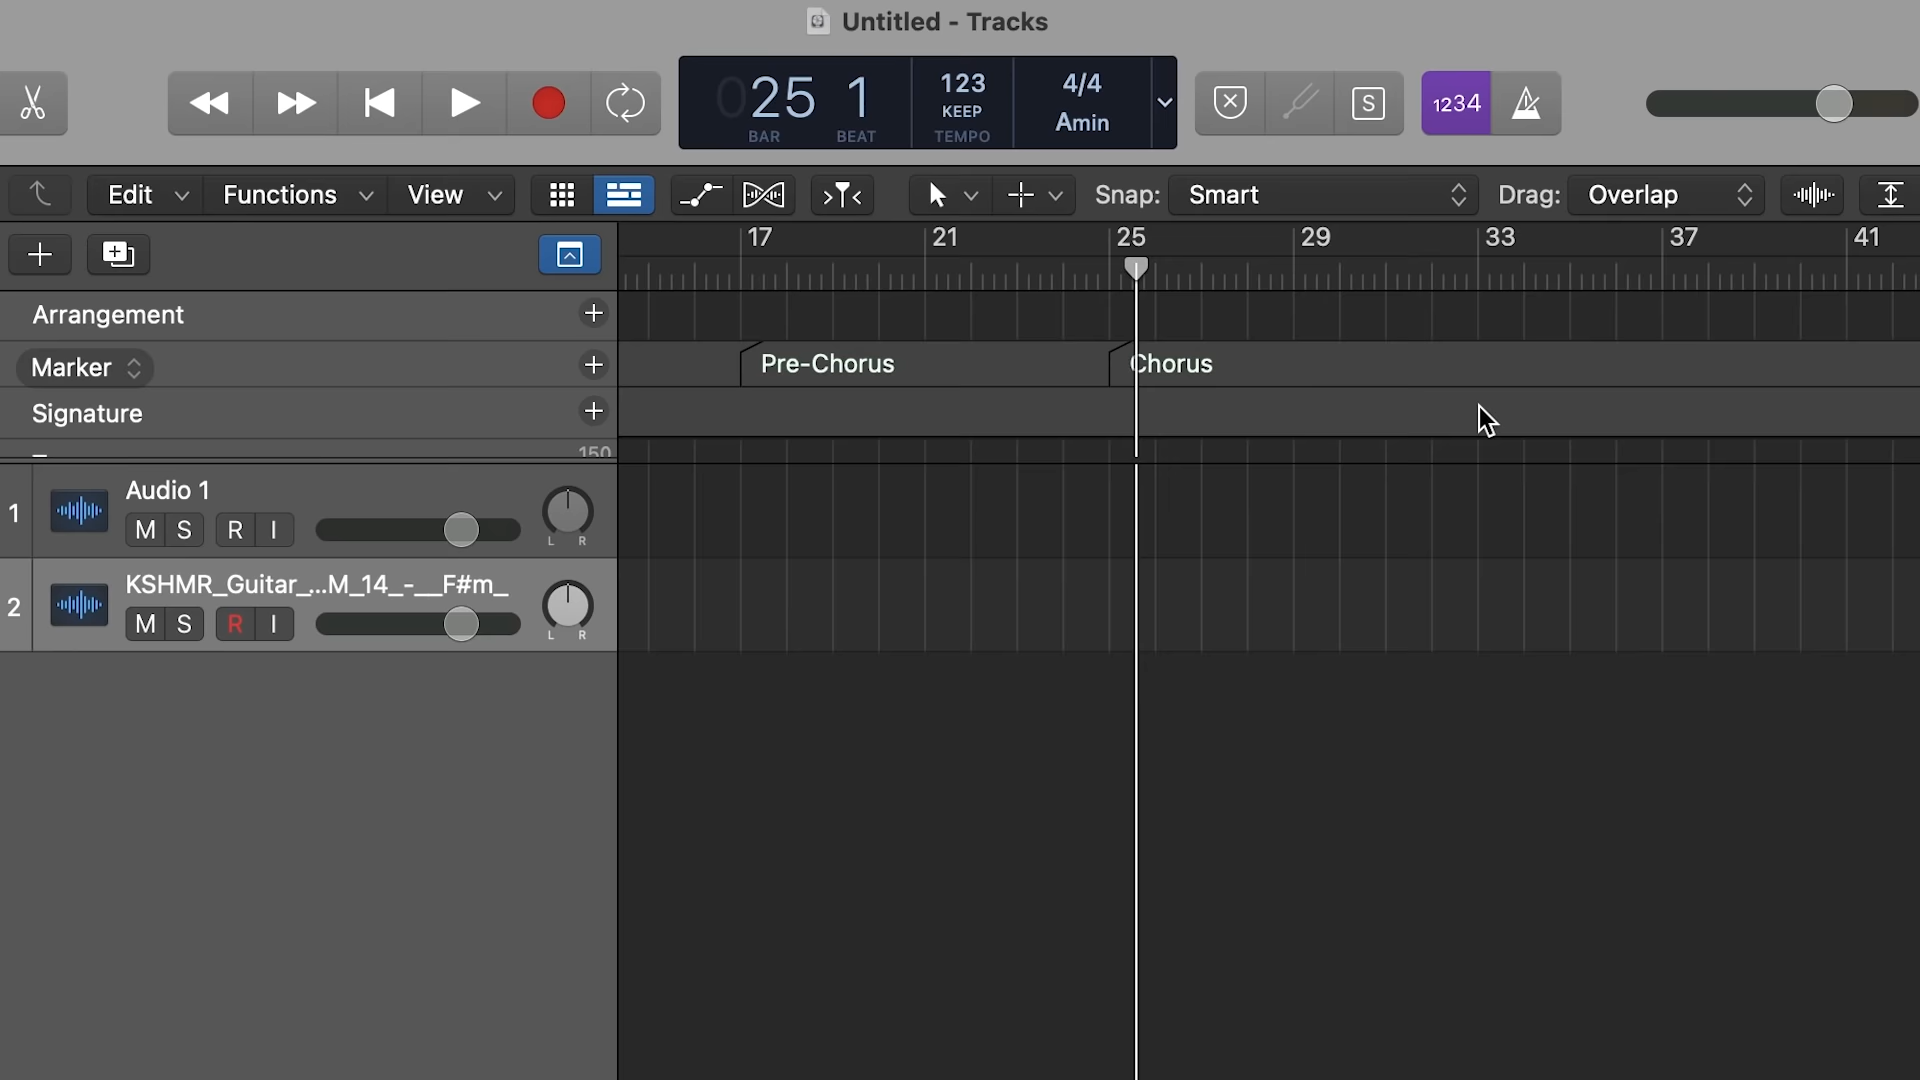 Untitled - Tracks
025 1 123 4/4
KEEP Amin
BAR BEAT TEMPO
S 1234
Edit Functions View Snap: Smart Drag: Overlap
17 21 25 29 33 37 41
Arrangement
Marker Pre-Chorus Chorus
Signature
150
1 Audio 1
M S R I L R
2 KSHMR_Guitar_...M_14_-__F#m_
M S R I L R